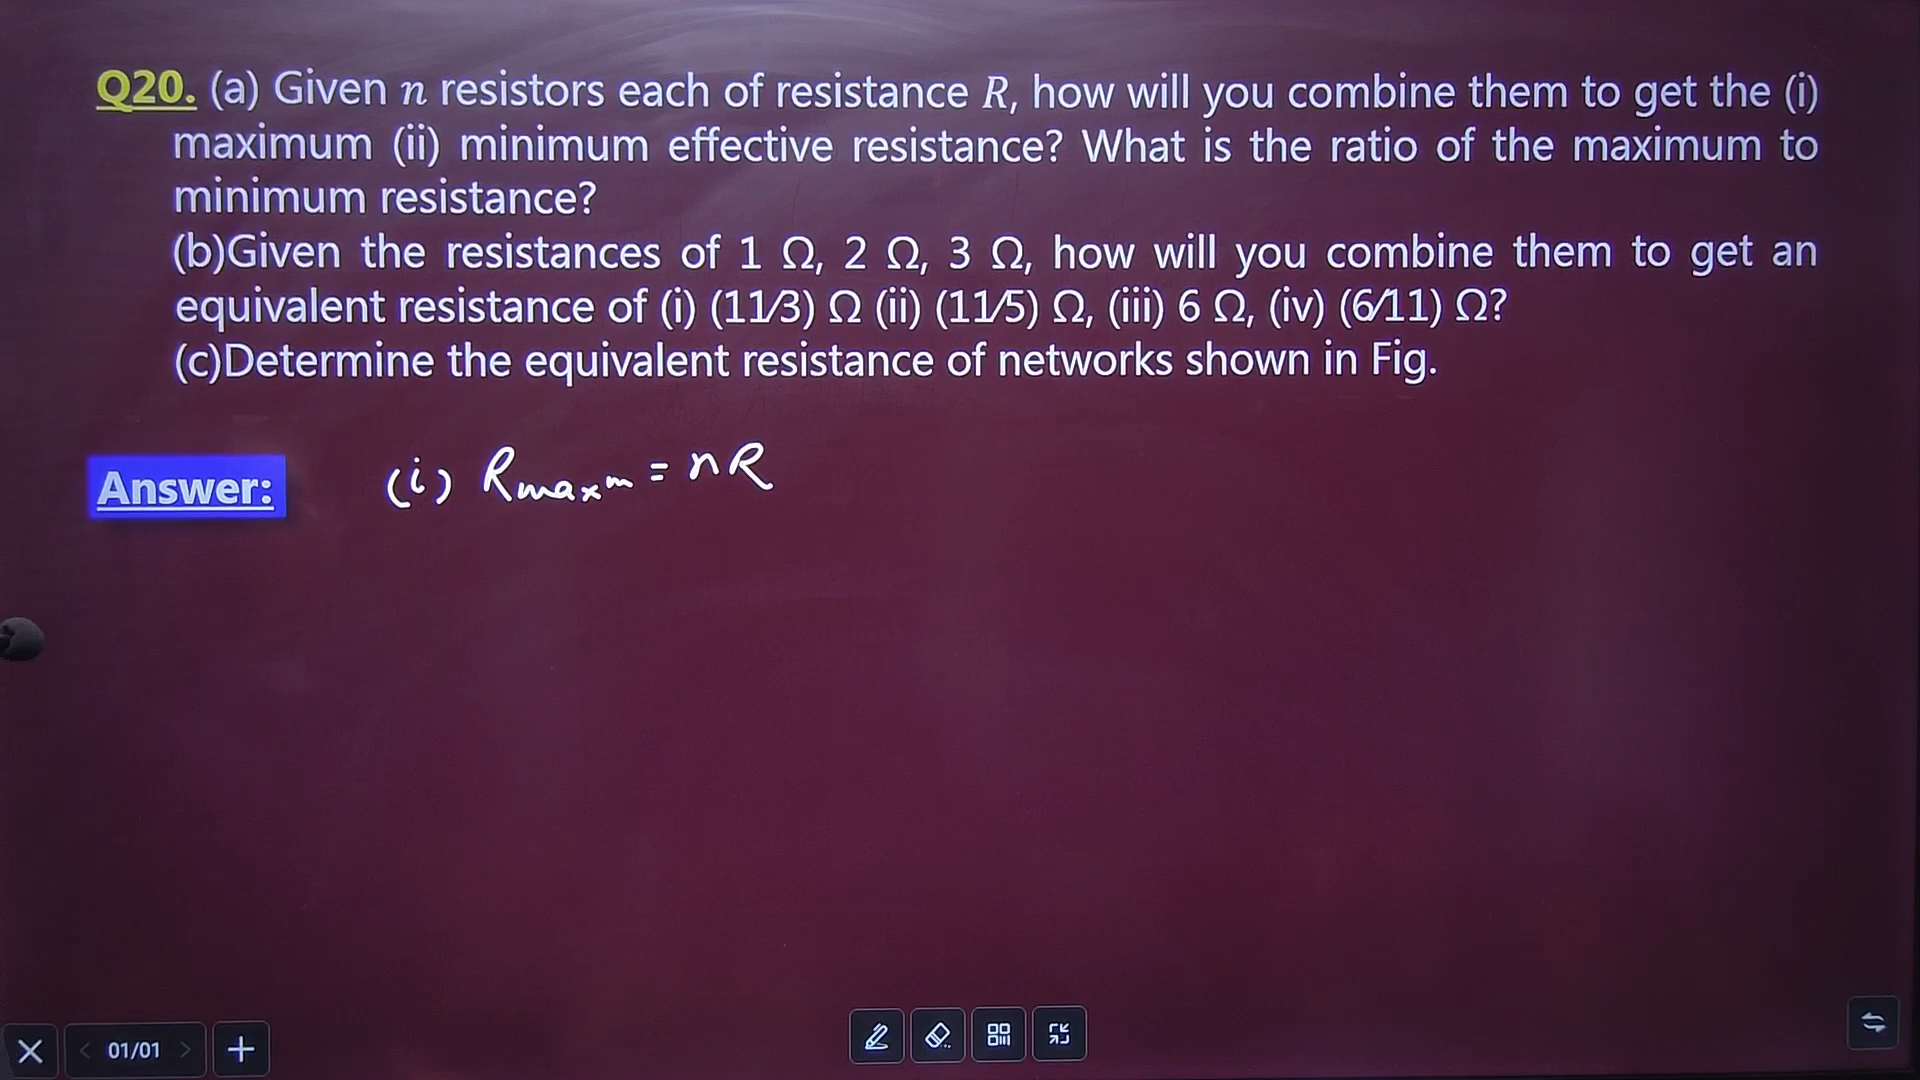 Q20. (a) Given n resistors each of resistance R, how will you combine them to get the (i)
maximum (ii) minimum effective resistance? What is the ratio of the maximum to
minimum resistance?
(b)Given the resistances of 1 Ω, 2 Ω, 3 Ω, how will you combine them to get an
equivalent resistance of (i) (11⁄3) Ω (ii) (11⁄5) Ω, (iii) 6 Ω, (iv) (6⁄11) Ω?
(c)Determine the equivalent resistance of networks shown in Fig.
Answer: (i) Rmaxm = nR
01/01